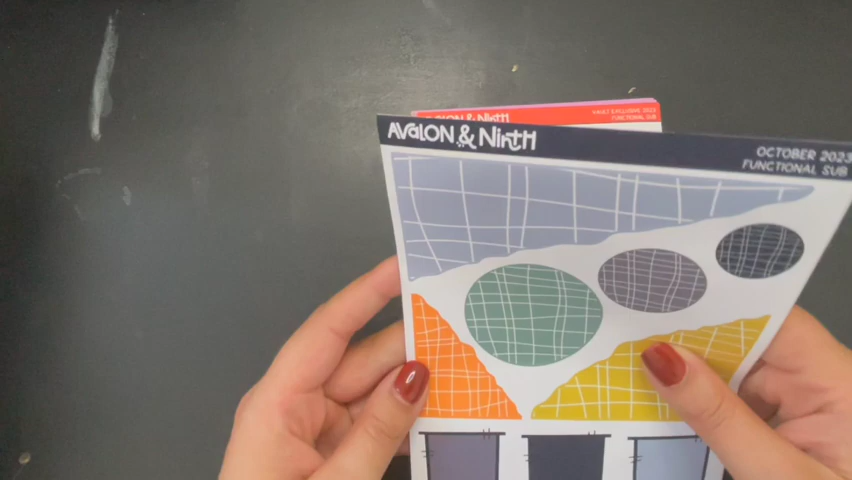 AVALON & NiNTH
VAULT EXCLUSIVE 2023
FUNCTIONAL SUB
AVALON & NiNTH
OCTOBER 2023
FUNCTIONAL SUB